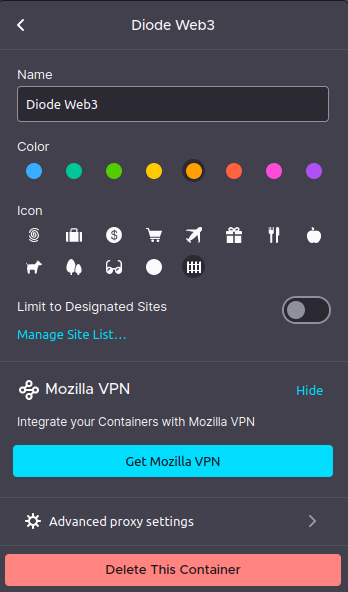 Diode Web3
Name
Diode Web3
Color
Icon
Limit to Designated Sites
Manage Site List...
Mozilla VPN
Hide
Integrate your Containers with Mozilla VPN
Get Mozilla VPN
Advanced proxy settings
Delete This Container